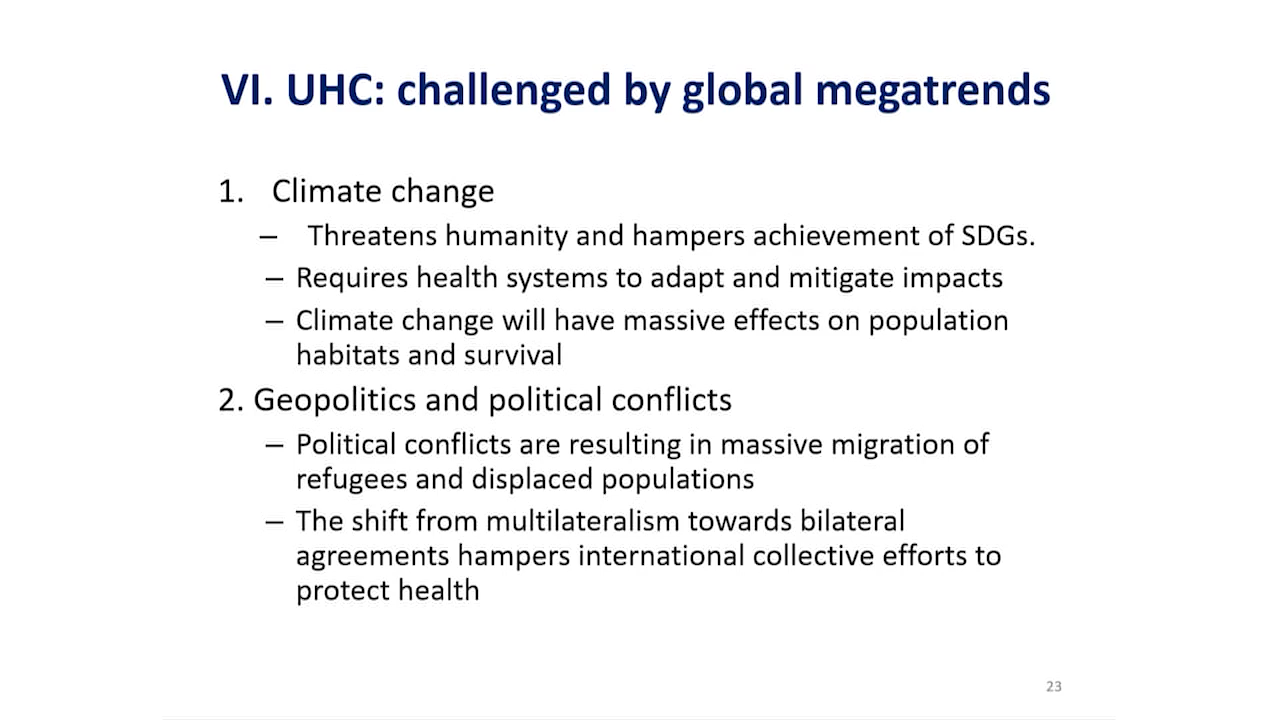 VI. UHC: challenged by global megatrends
1. Climate change
– Threatens humanity and hampers achievement of SDGs.
– Requires health systems to adapt and mitigate impacts
– Climate change will have massive effects on population
habitats and survival
2. Geopolitics and political conflicts
– Political conflicts are resulting in massive migration of
refugees and displaced populations
– The shift from multilateralism towards bilateral
agreements hampers international collective efforts to
protect health
23